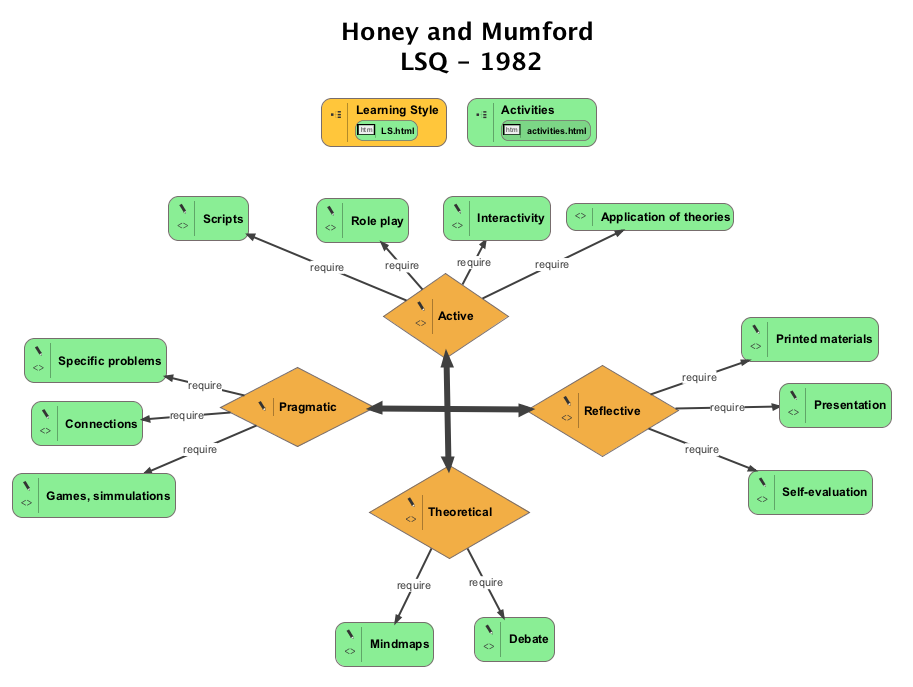 Honey and Mumford
LSQ - 1982
Learning Style
htm LS.html
Activities
htm activities.html
<> Scripts
<> Role play
<> Interactivity
<> Application of theories
require
require
require
require
<> Active
<> Specific problems
<> Connections
<> Games, simmulations
require
require
require
Pragmatic
<> Reflective
require
require
require
<> Printed materials
<> Presentation
<> Self-evaluation
<> Theoretical
require
require
<> Mindmaps
<> Debate